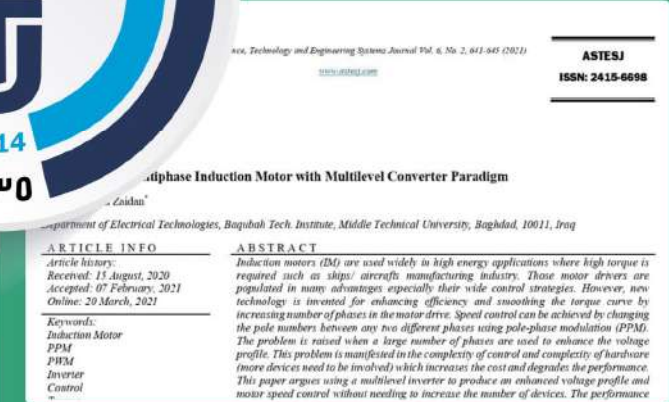 14
٣٥
nce, Technology and Engineering Systems Journal Vol. 6, No. 2, 641-645 (2021)
www.astesj.com
ASTESJ
ISSN: 2415-6698
Multiphase Induction Motor with Multilevel Converter Paradigm
Zaidan*
Department of Electrical Technologies, Baqubah Tech. Institute, Middle Technical University, Baghdad, 10011, Iraq
ARTICLE INFO
Article history:
Received: 15 August, 2020
Accepted: 07 February, 2021
Online: 20 March, 2021
Keywords:
Induction Motor
PPM
PWM
Inverter
Control
ABSTRACT
Induction motors (IM) are used widely in high energy applications where high torque is
required such as ships/ aircrafts manufacturing industry. Those motor drivers are
populated in many advantages especially their wide control strategies. However, new
technology is invented for enhancing efficiency and smoothing the torque curve by
increasing number of phases in the motor drive. Speed control can be achieved by changing
the pole numbers between any two different phases using pole-phase modulation (PPM).
The problem is raised when a large number of phases are used to enhance the voltage
profile. This problem is manifested in the complexity of control and complexity of hardware
(more devices need to be involved) which increases the cost and degrades the performance.
This paper argues using a multilevel inverter to produce an enhanced voltage profile and
motor speed control without needing to increase the number of devices. The performance